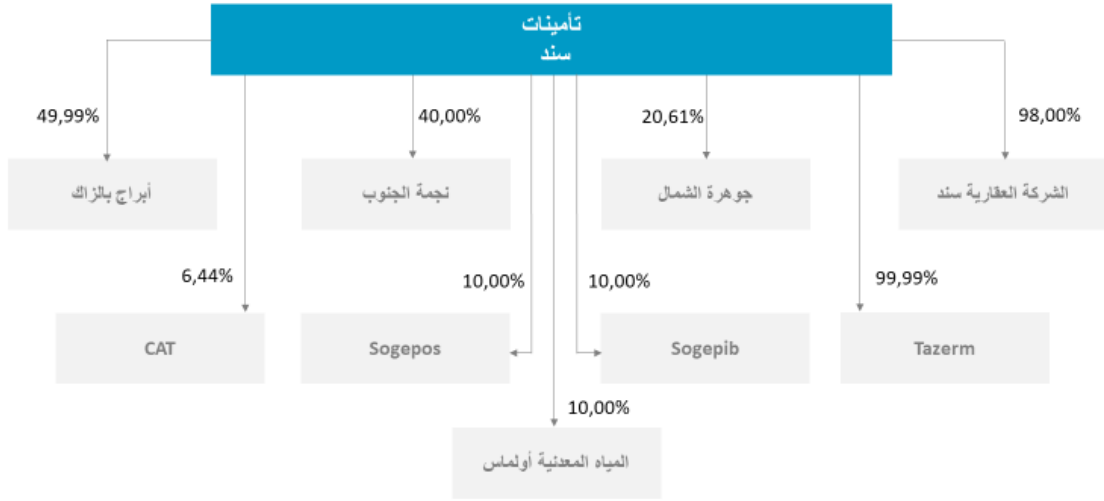 تأمينات
سند
98,00%
20,61%
40,00%
49,99%
الشركة العقارية سند
جوهرة الشمال
نجمة الجنوب
أبراج بالزاك
99,99%
10,00%
10,00%
6,44%
Tazerm
Sogepib
Sogepos
CAT
10,00%
المياه المعدنية أولماس